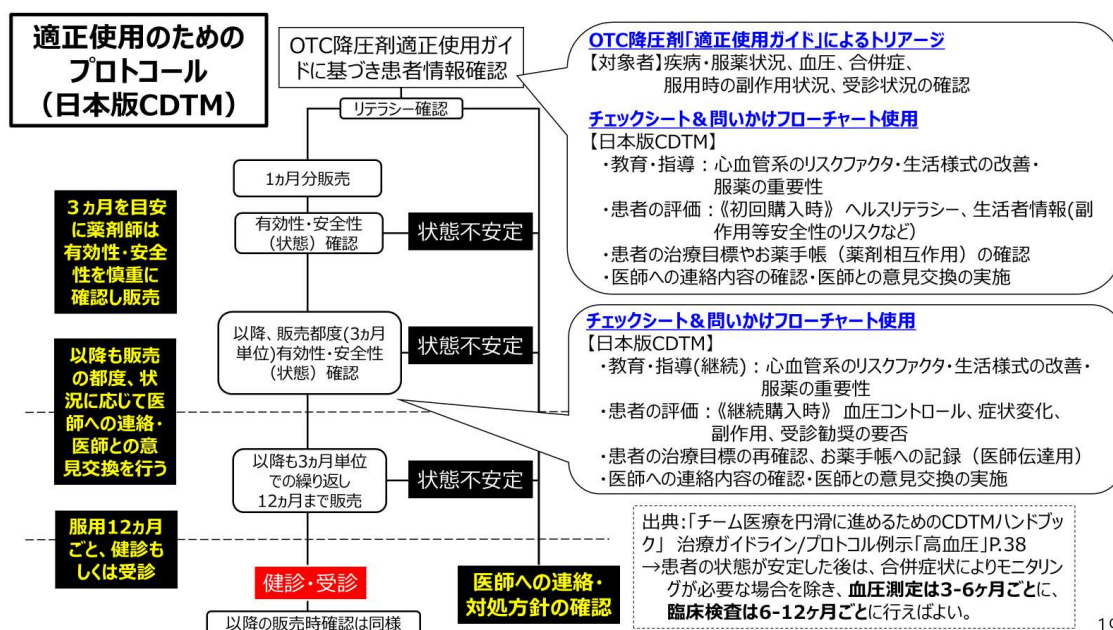 適正使用のための
プロトコール
（日本版CDTM）
OTC降圧剤適正使用ガイ
ドに基づき患者情報確認
リテラシー確認
1ヵ月分販売
有効性・安全性
（状態）確認
状態不安定
以降、販売都度(3ヵ月
単位)有効性・安全性
（状態）確認
状態不安定
以降も3ヵ月単位
での繰り返し
12ヵ月まで販売
状態不安定
健診・受診
以降の販売時確認は同様
医師への連絡・
対処方針の確認
３ヵ月を目安
に薬剤師は
有効性・安全
性を慎重に
確認し販売
以降も販売
の都度、状
況に応じて医
師への連絡・
医師との意
見交換を行う
服用12ヵ月
ごと、健診も
しくは受診
OTC降圧剤「適正使用ガイド」によるトリアージ
【対象者】疾病・服薬状況、血圧、合併症、
服用時の副作用状況、受診状況の確認
チェックシート＆問いかけフローチャート使用
【日本版CDTM】
・教育・指導：心血管系のリスクファクタ・生活様式の改善・
服薬の重要性
・患者の評価：《初回購入時》 ヘルスリテラシー、生活者情報(副
作用等安全性のリスクなど)
・患者の治療目標やお薬手帳（薬剤相互作用）の確認
・医師への連絡内容の確認・医師との意見交換の実施
チェックシート＆問いかけフローチャート使用
【日本版CDTM】
・教育・指導(継続)：心血管系のリスクファクタ・生活様式の改善・
服薬の重要性
・患者の評価：《継続購入時》 血圧コントロール、症状変化、
副作用、受診勧奨の要否
・患者の治療目標の再確認、お薬手帳への記録（医師伝達用）
・医師への連絡内容の確認・医師との意見交換の実施
出典:「チーム医療を円滑に進めるためのCDTMハンドブッ
ク」 治療ガイドライン/プロトコル例示「高血圧」P.38
→患者の状態が安定した後は、合併症状によりモニタリン
グが必要な場合を除き、血圧測定は3-6ヶ月ごとに、
臨床検査は6-12ヶ月ごとに行えばよい。
19